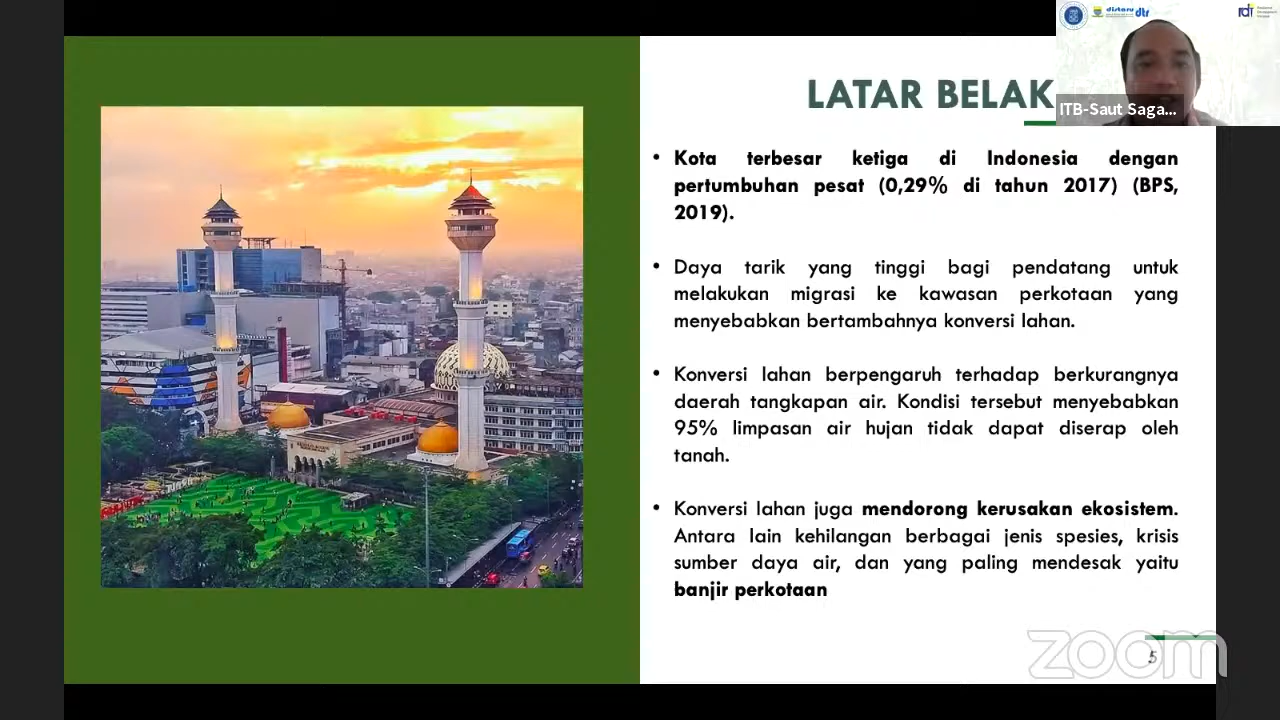 LATAR BELAK
ITB-Saut Saga...
• Kota terbesar ketiga di Indonesia dengan
pertumbuhan pesat (0,29% di tahun 2017) (BPS,
2019).
• Daya tarik yang tinggi bagi pendatang untuk
melakukan migrasi ke kawasan perkotaan yang
menyebabkan bertambahnya konversi lahan.
• Konversi lahan berpengaruh terhadap berkurangnya
daerah tangkapan air. Kondisi tersebut menyebabkan
95% limpasan air hujan tidak dapat diserap oleh
tanah.
• Konversi lahan juga mendorong kerusakan ekosistem.
Antara lain kehilangan berbagai jenis spesies, krisis
sumber daya air, dan yang paling mendesak yaitu
banjir perkotaan
zoom
5